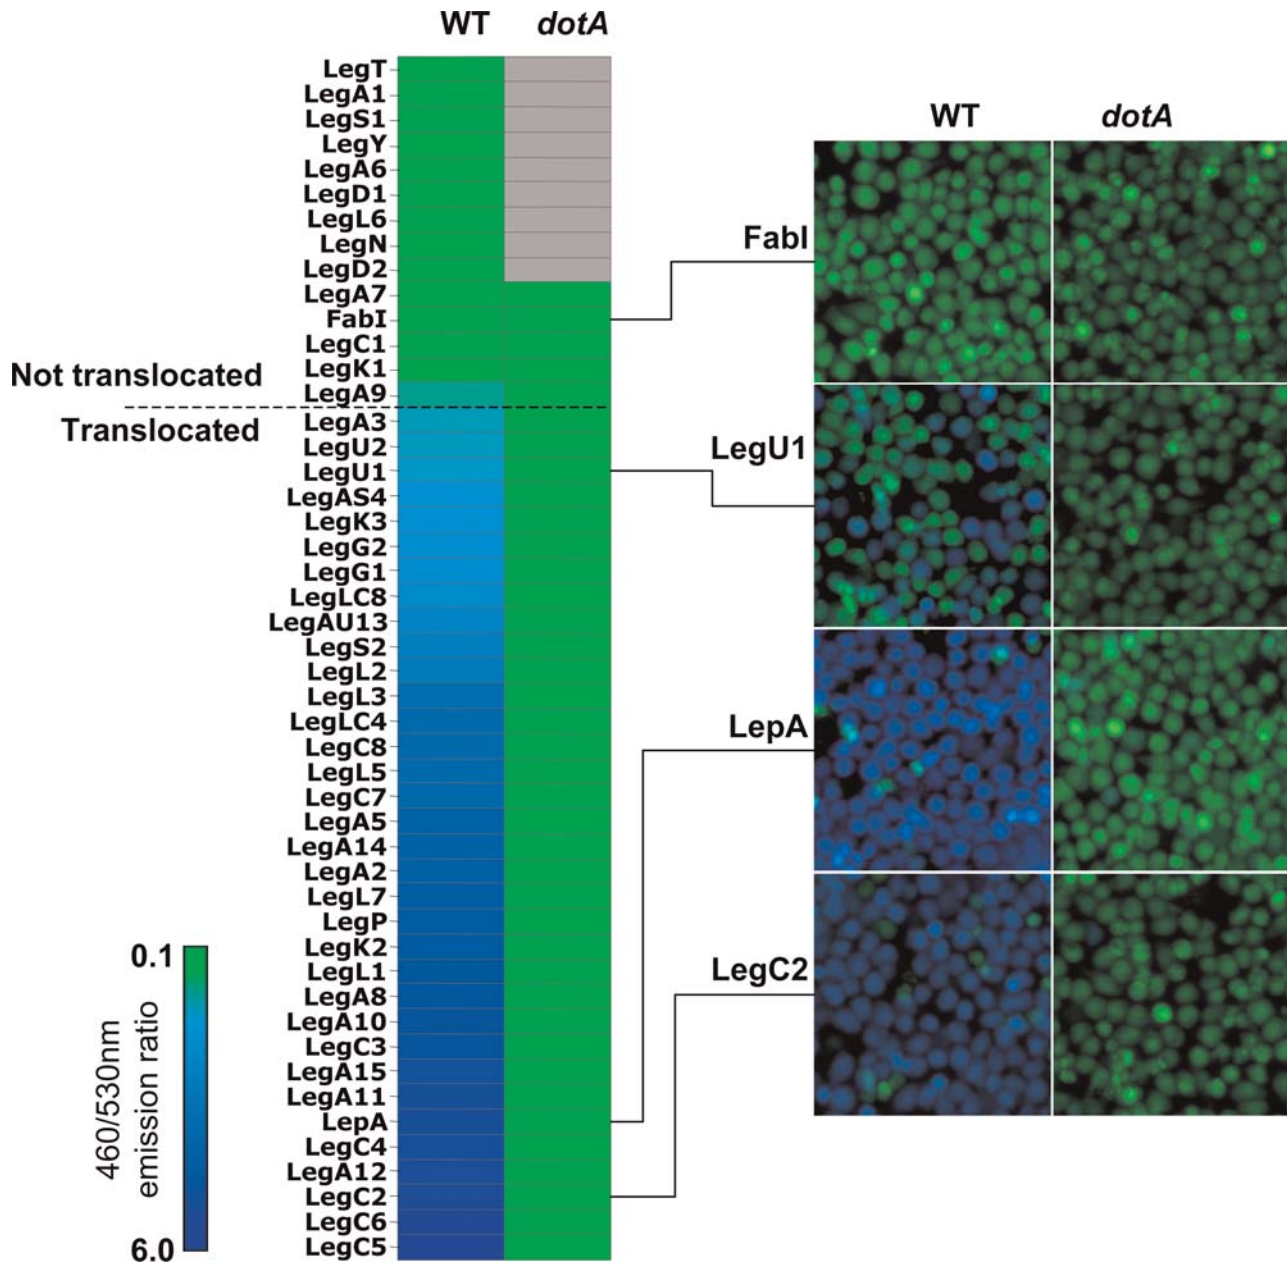 WT dotA
LegT
LegA1
LegS1
LegY
LegA6
LegD1
LegL6
LegN
LegD2
LegA7
FabI
LegC1
LegK1
LegA9
Not translocated
Translocated
LegA3
LegU2
LegU1
LegAS4
LegK3
LegG2
LegG1
LegLC8
LegAU13
LegS2
LegL2
LegL3
LegLC4
LegC8
LegL5
LegC7
LegA5
LegA14
LegA2
LegL7
LegP
LegK2
LegL1
LegA8
LegA10
LegC3
LegA15
LegA11
LepA
LegC4
LegA12
LegC2
LegC6
LegC5
0.1
460/530nm
emission ratio
6.0
WT dotA
FabI
LegU1
LepA
LegC2